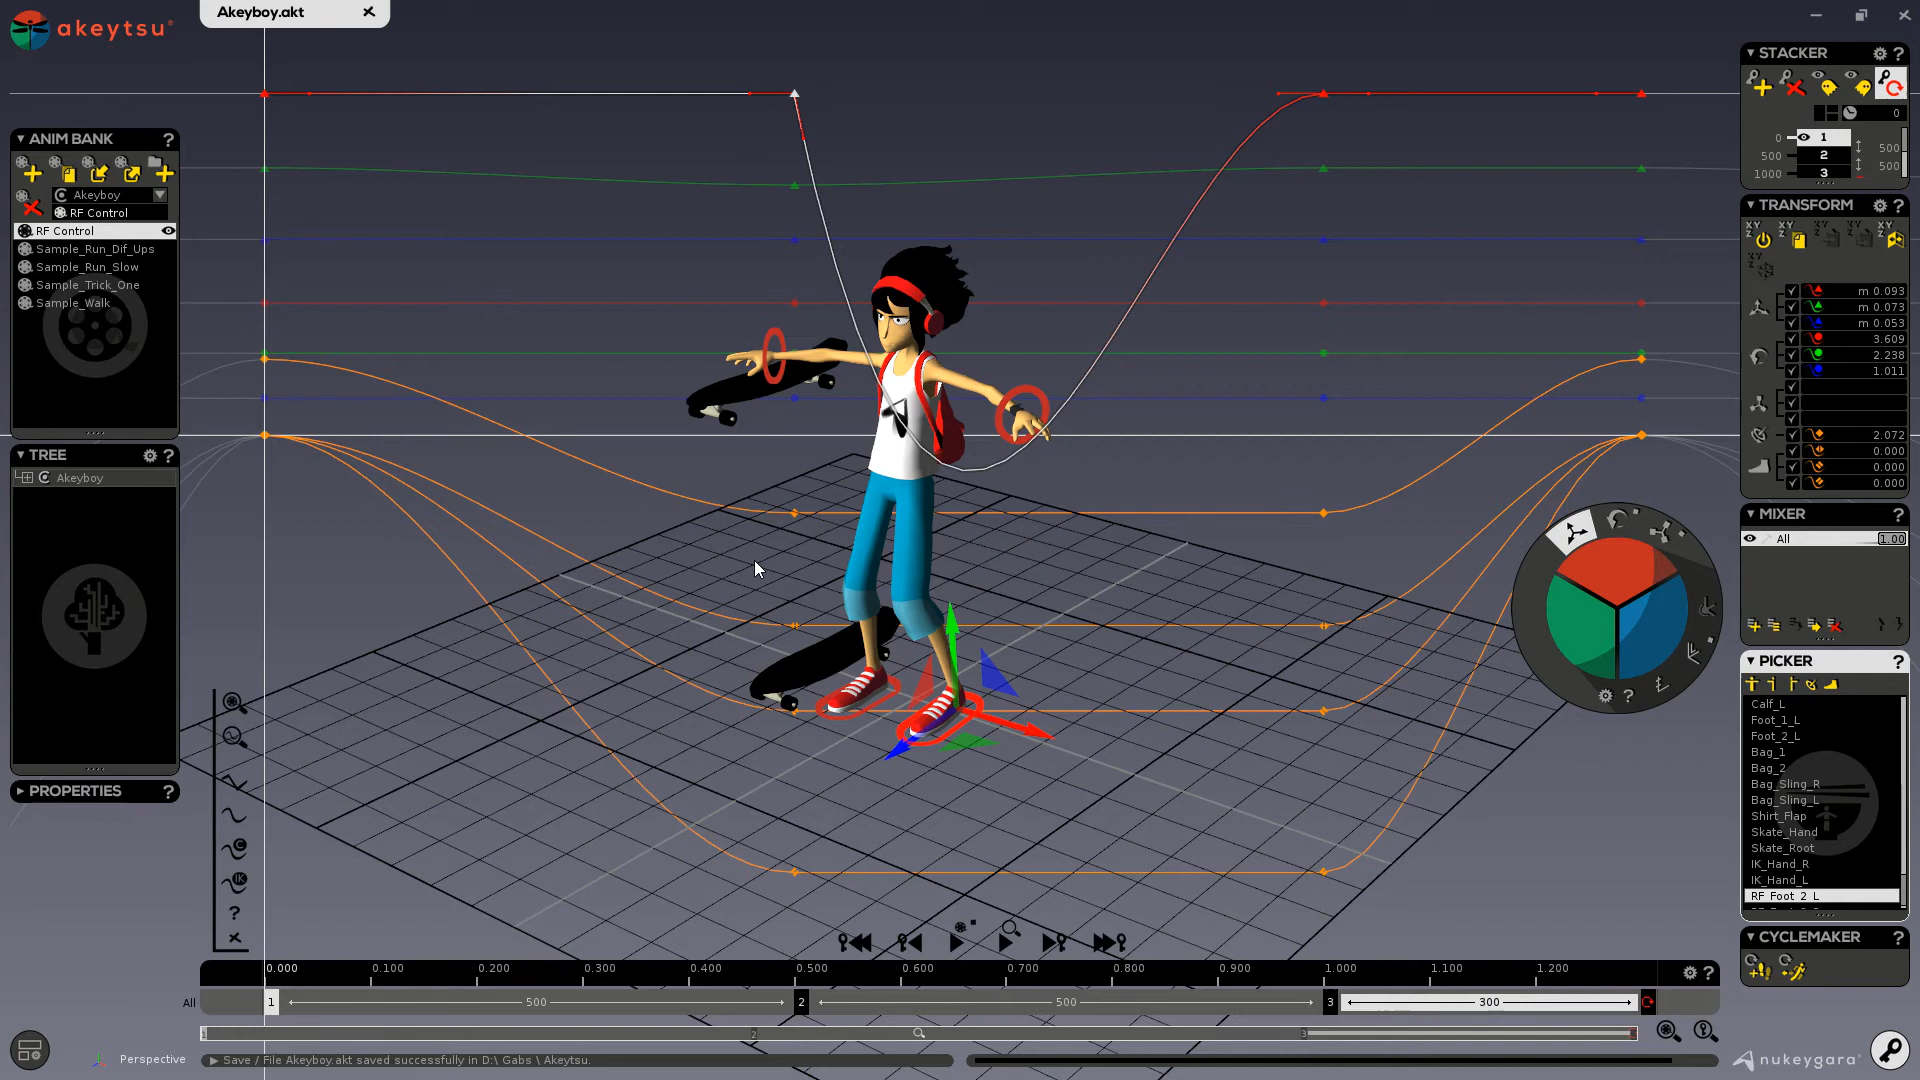 Akeyboy.akt
akeytsu
ANIM BANK ?
Akeyboy
RF Control
RF Control
Sample_Run_Dif_Ups
Sample_Run_Slow
Sample_Trick_One
Sample_Walk
TREE ?
Akeyboy
PROPERTIES ?
STACKER ?
0
0 1
500 2 500
1000 3 500
TRANSFORM ?
m 0.093
m 0.073
m 0.053
3.609
2.238
1.011
2.072
0.000
0.000
0.000
MIXER ?
All 1.00
?
PICKER ?
Calf_L
Foot_1_L
Foot_2_L
Bag_1
Bag_2
Bag_Sling_R
Bag_Sling_L
Shirt_Flap
Skate_Hand
Skate_Root
IK_Hand_R
IK_Hand_L
RF_Foot_2_L
CYCLEMAKER ?
C
IK
?
0.000 0.100 0.200 0.300 0.400 0.500 0.600 0.700 0.800 0.900 1.000 1.100 1.200 ?
All 1 500 2 500 3 300
1 2 3
Perspective
Save / File Akeyboy.akt saved successfully in D:\ Gabs \ Akeytsu.
nukeygara